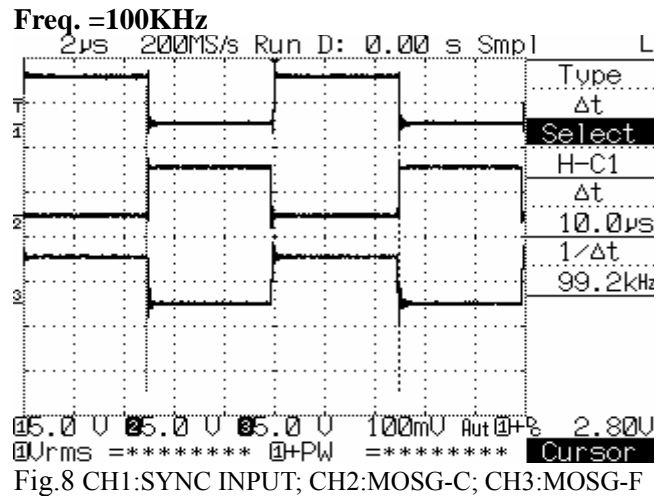 Freq. =100KHz
2µs 200MS/s Run D: 0.00 s Smpl L
Type
Δt
Select
H-C1
Δt
10.0µs
1/Δt
99.2kHz
T
1
2
3
1 5.0 V 2 5.0 V 3 5.0 V 100mV Aut 1 2.80V
1 Vrms =******** 1 +PW =******** Cursor
Fig.8 CH1:SYNC INPUT; CH2:MOSG-C; CH3:MOSG-F